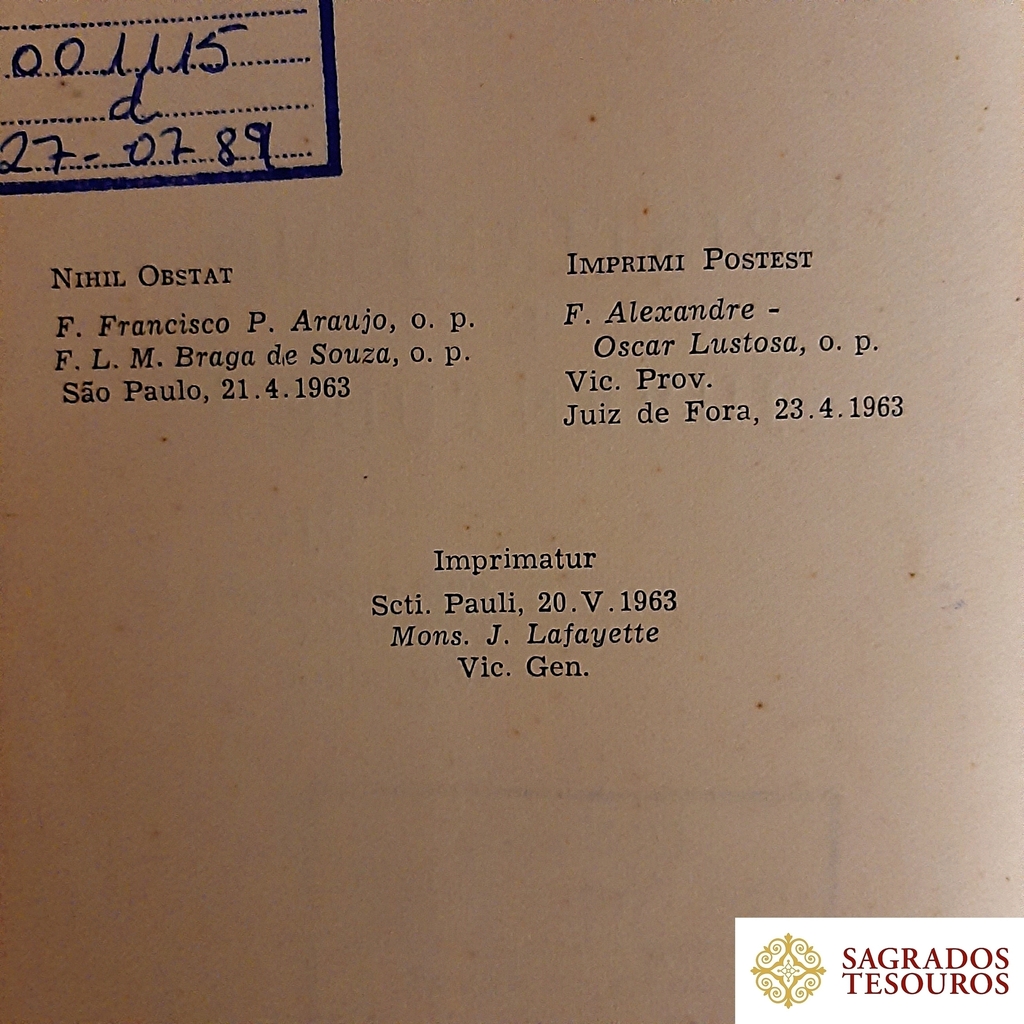 001115
d
27-07-89
NIHIL OBSTAT
F. Francisco P. Araujo, o. p.
F. L. M. Braga de Souza, o. p.
São Paulo, 21.4.1963
IMPRIMI POSTEST
F. Alexandre -
Oscar Lustosa, o. p.
Vic. Prov.
Juiz de Fora, 23.4.1963
Imprimatur
Scti. Pauli, 20.V.1963
Mons. J. Lafayette
Vic. Gen.
SAGRADOS
TESOUROS